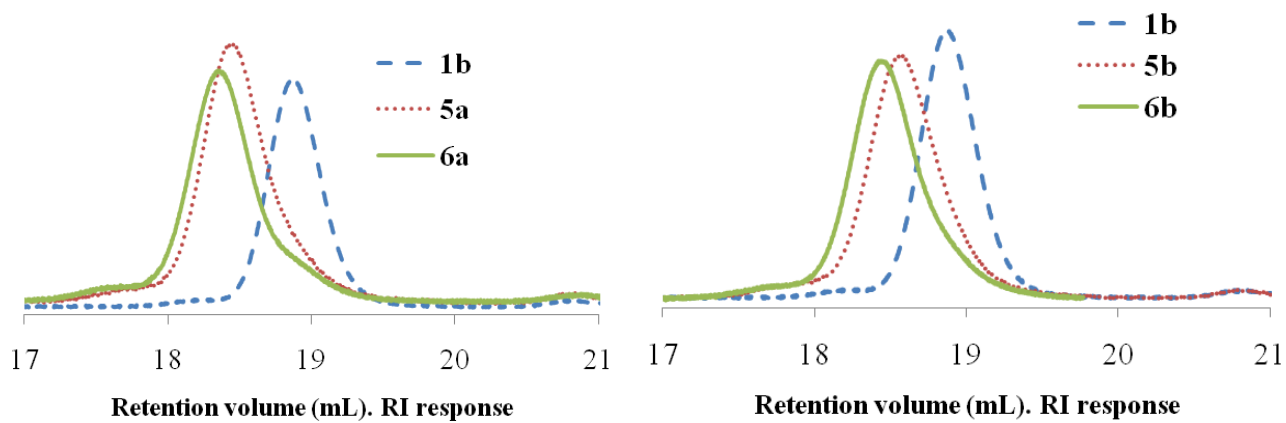 1b
5a
6a
17 18 19 20 21
Retention volume (mL). RI response
1b
5b
6b
17 18 19 20 21
Retention volume (mL). RI response